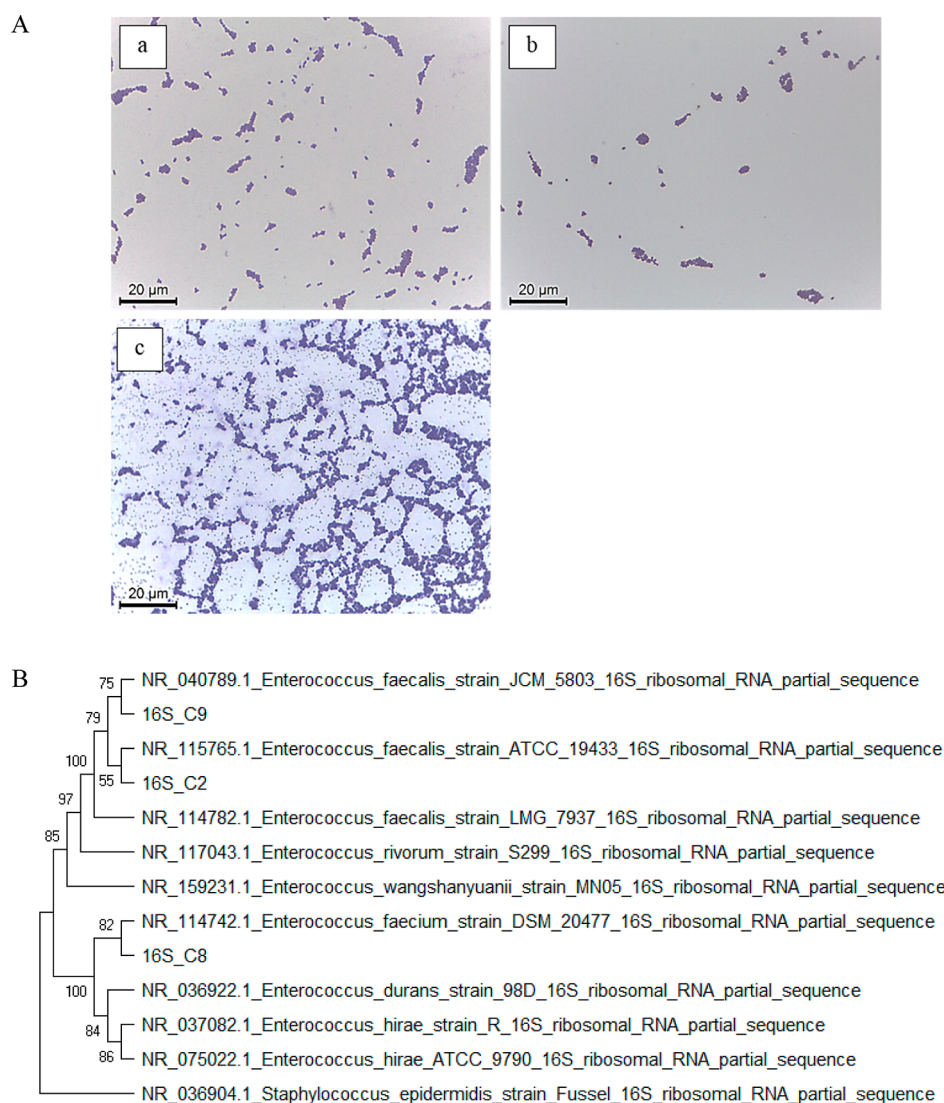 A
a
b
20 µm
20 µm
c
20 µm
B
75
NR_040789.1_Enterococcus_faecalis_strain_JCM_5803_16S_ribosomal_RNA_partial_sequence
79
16S_C9
100
NR_115765.1_Enterococcus_faecalis_strain_ATCC_19433_16S_ribosomal_RNA_partial_sequence
55
16S_C2
97
NR_114782.1_Enterococcus_faecalis_strain_LMG_7937_16S_ribosomal_RNA_partial_sequence
85
NR_117043.1_Enterococcus_rivorum_strain_S299_16S_ribosomal_RNA_partial_sequence
NR_159231.1_Enterococcus_wangshanyuanii_strain_MN05_16S_ribosomal_RNA_partial_sequence
82
NR_114742.1_Enterococcus_faecium_strain_DSM_20477_16S_ribosomal_RNA_partial_sequence
16S_C8
100
NR_036922.1_Enterococcus_durans_strain_98D_16S_ribosomal_RNA_partial_sequence
84
NR_037082.1_Enterococcus_hirae_strain_R_16S_ribosomal_RNA_partial_sequence
86
NR_075022.1_Enterococcus_hirae_ATCC_9790_16S_ribosomal_RNA_partial_sequence
NR_036904.1_Staphylococcus_epidermidis_strain_Fussel_16S_ribosomal_RNA_partial_sequence